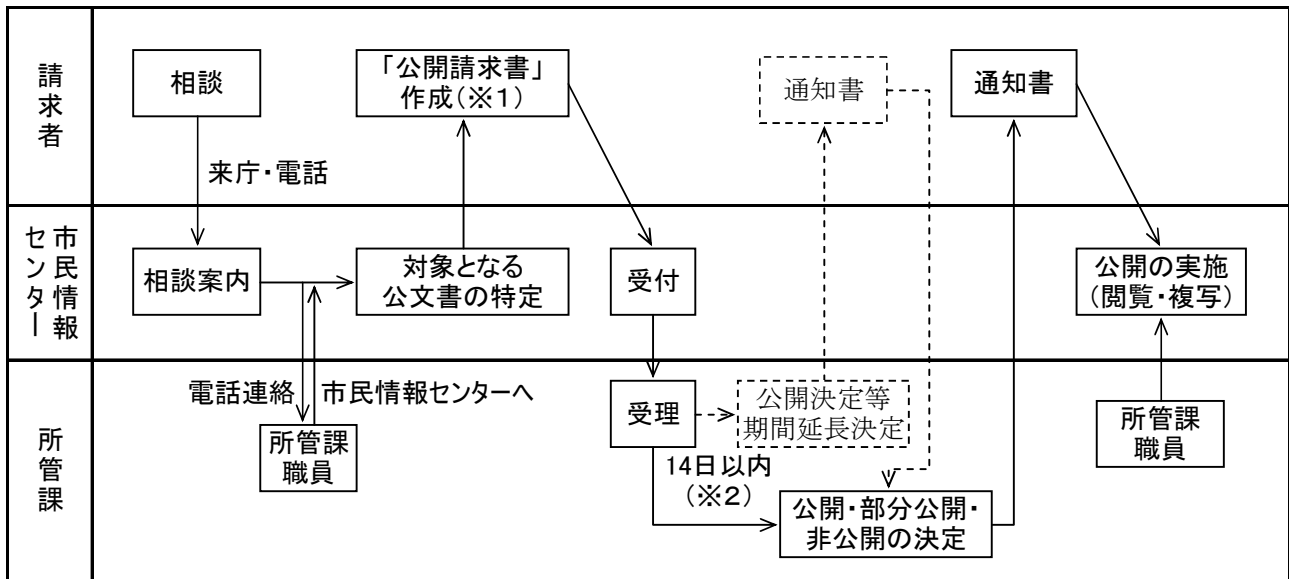 請求者
相談
「公開請求書」
作成(※1)
通知書
通知書
来庁・電話
市民情報
センター
相談案内
対象となる
公文書の特定
受付
公開の実施
(閲覧・複写)
所管課
電話連絡
市民情報センターへ
所管課
職員
受理
公開決定等
期間延長決定
14日以内
(※2)
公開・部分公開・
非公開の決定
所管課
職員